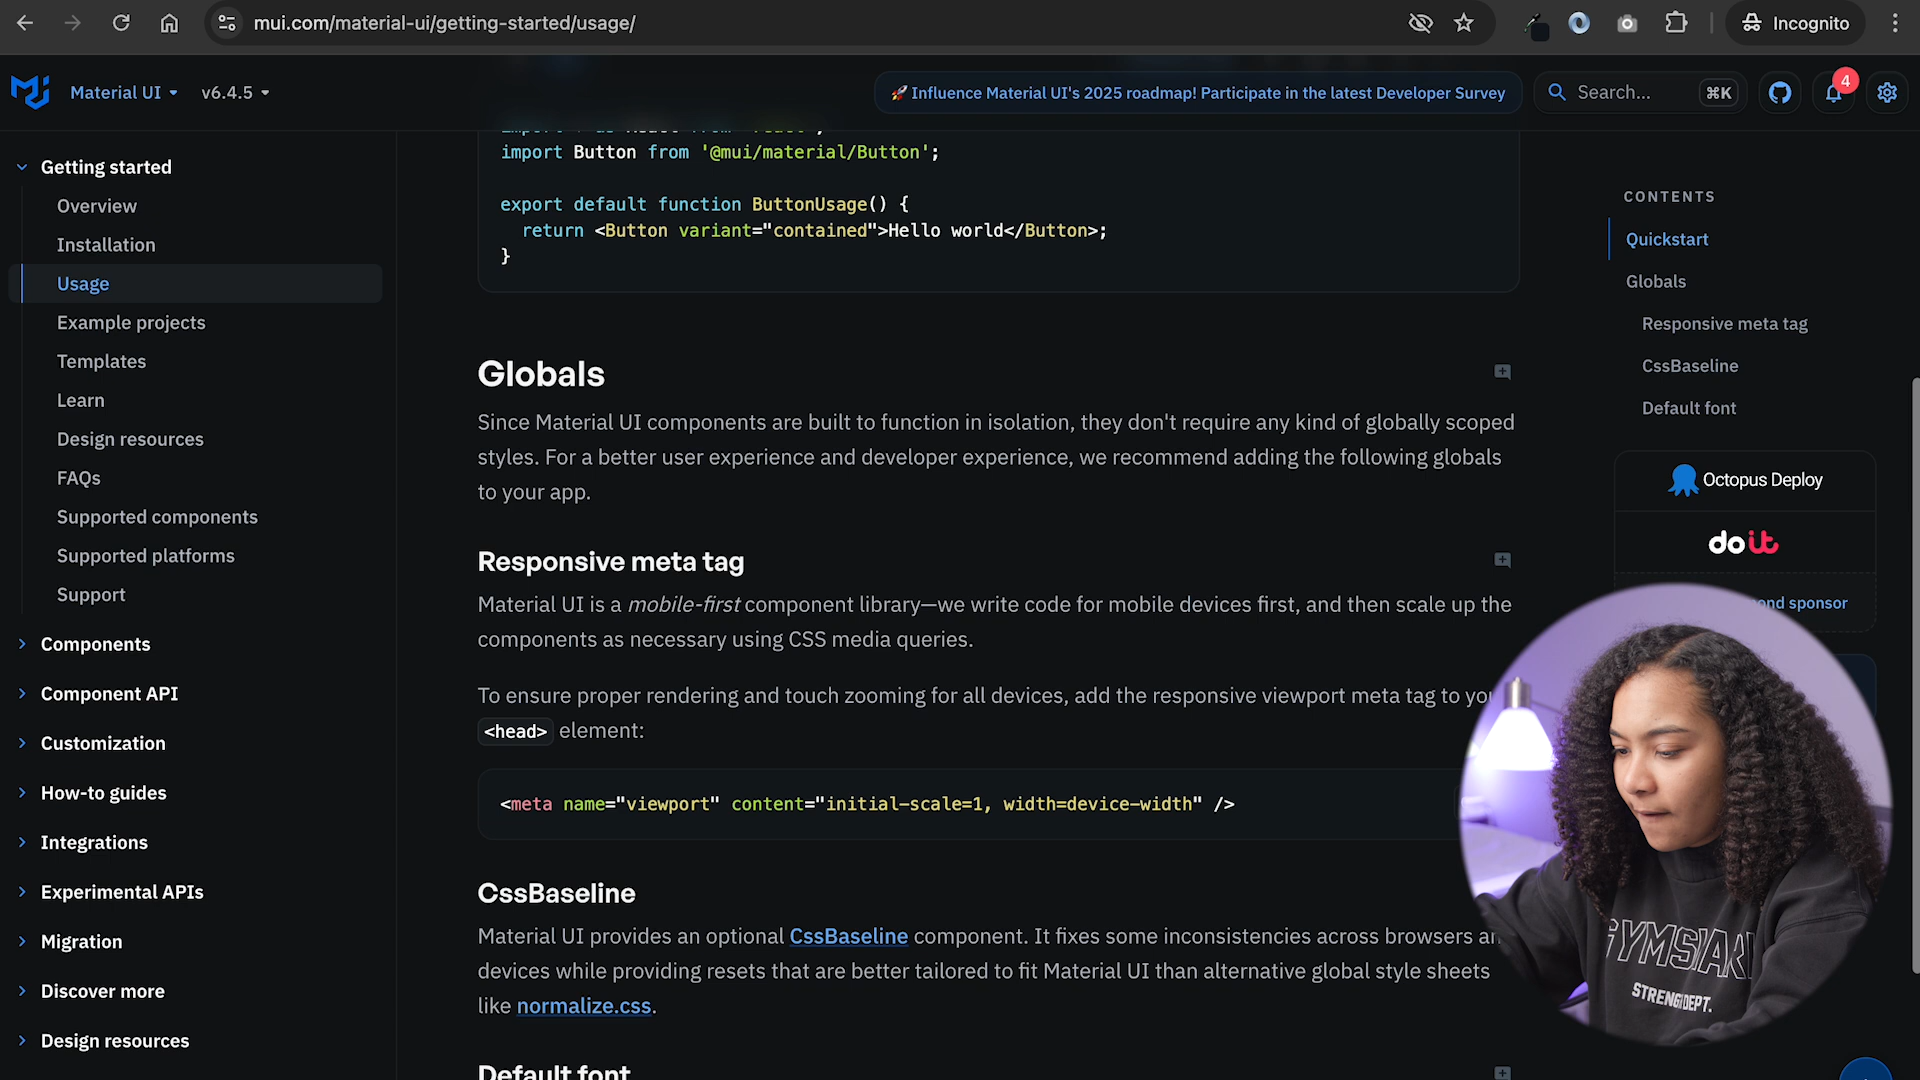 mui.com/material-ui/getting-started/usage/
Incognito
Material UI
v6.4.5
🚀 Influence Material UI's 2025 roadmap! Participate in the latest Developer Survey
Search...
⌘K
4
Getting started
Overview
Installation
Usage
Example projects
Templates
Learn
Design resources
FAQs
Supported components
Supported platforms
Support
Components
Component API
Customization
How-to guides
Integrations
Experimental APIs
Migration
Discover more
Design resources
import * as React from 'react';
import Button from '@mui/material/Button';
export default function ButtonUsage() {
return <Button variant="contained">Hello world</Button>;
}
Globals
Since Material UI components are built to function in isolation, they don't require any kind of globally scoped
styles. For a better user experience and developer experience, we recommend adding the following globals
to your app.
Responsive meta tag
Material UI is a mobile-first component library—we write code for mobile devices first, and then scale up the
components as necessary using CSS media queries.
To ensure proper rendering and touch zooming for all devices, add the responsive viewport meta tag to you
<head> element:
<meta name="viewport" content="initial-scale=1, width=device-width" />
CssBaseline
Material UI provides an optional CssBaseline component. It fixes some inconsistencies across browsers an
devices while providing resets that are better tailored to fit Material UI than alternative global style sheets
like normalize.css.
Default font
CONTENTS
Quickstart
Globals
Responsive meta tag
CssBaseline
Default font
Octopus Deploy
doit
ond sponsor
GYMSHARK
STRENGTH DEPT.